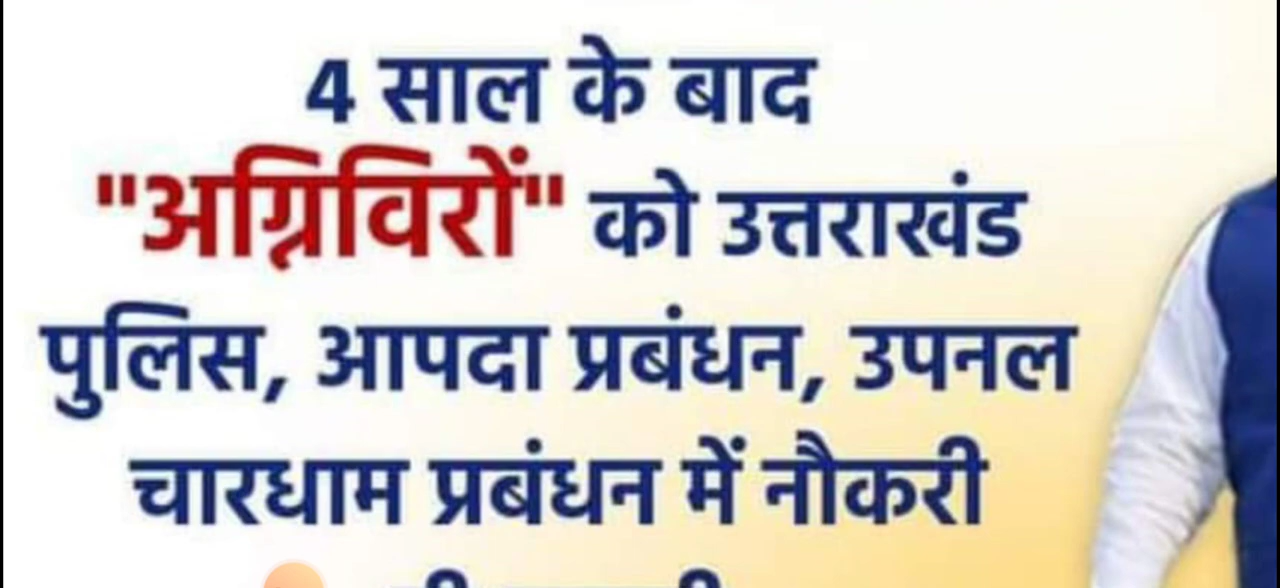 4 साल के बाद
"अग्निविरों" को उत्तराखंड
पुलिस, आपदा प्रबंधन, उपनल
चारधाम प्रबंधन में नौकरी